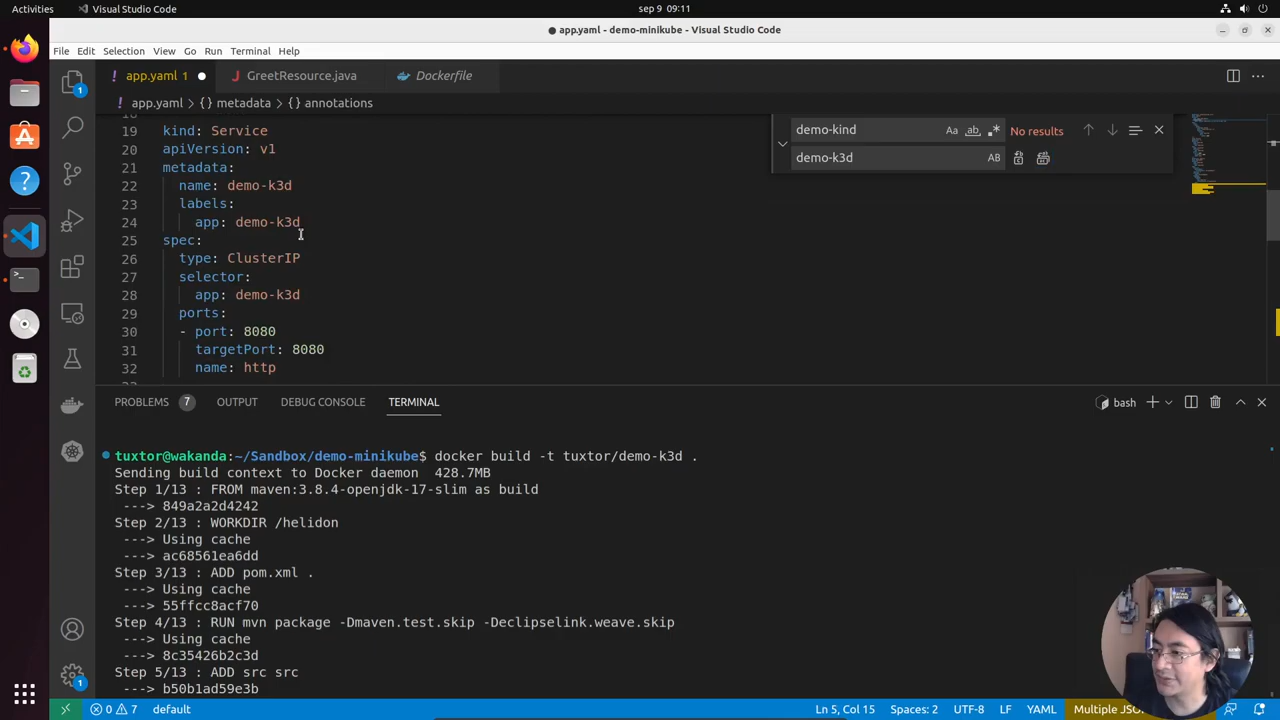 Activities
Visual Studio Code
sep 9 09:11
● app.yaml - demo-minikube - Visual Studio Code
File Edit Selection View Go Run Terminal Help
! app.yaml 1 ●
J GreetResource.java
Dockerfile
! app.yaml > {} metadata > {} annotations
19 kind: Service
20 apiVersion: v1
21 metadata:
22 name: demo-k3d
23 labels:
24 app: demo-k3d
25 spec:
26 type: ClusterIP
27 selector:
28 app: demo-k3d
29 ports:
30 - port: 8080
31 targetPort: 8080
32 name: http
demo-kind Aa ab .* No results
demo-k3d AB
PROBLEMS 7 OUTPUT DEBUG CONSOLE TERMINAL
bash
tuxtor@wakanda:~/Sandbox/demo-minikube$ docker build -t tuxtor/demo-k3d .
Sending build context to Docker daemon 428.7MB
Step 1/13 : FROM maven:3.8.4-openjdk-17-slim as build
---> 849a2a2d4242
Step 2/13 : WORKDIR /helidon
---> Using cache
---> ac68561ea6dd
Step 3/13 : ADD pom.xml .
---> Using cache
---> 55ffcc8acf70
Step 4/13 : RUN mvn package -Dmaven.test.skip -Declipselink.weave.skip
---> Using cache
---> 8c35426b2c3d
Step 5/13 : ADD src src
---> b50b1ad59e3b
0 7 default
Ln 5, Col 15 Spaces: 2 UTF-8 LF YAML Multiple JSO